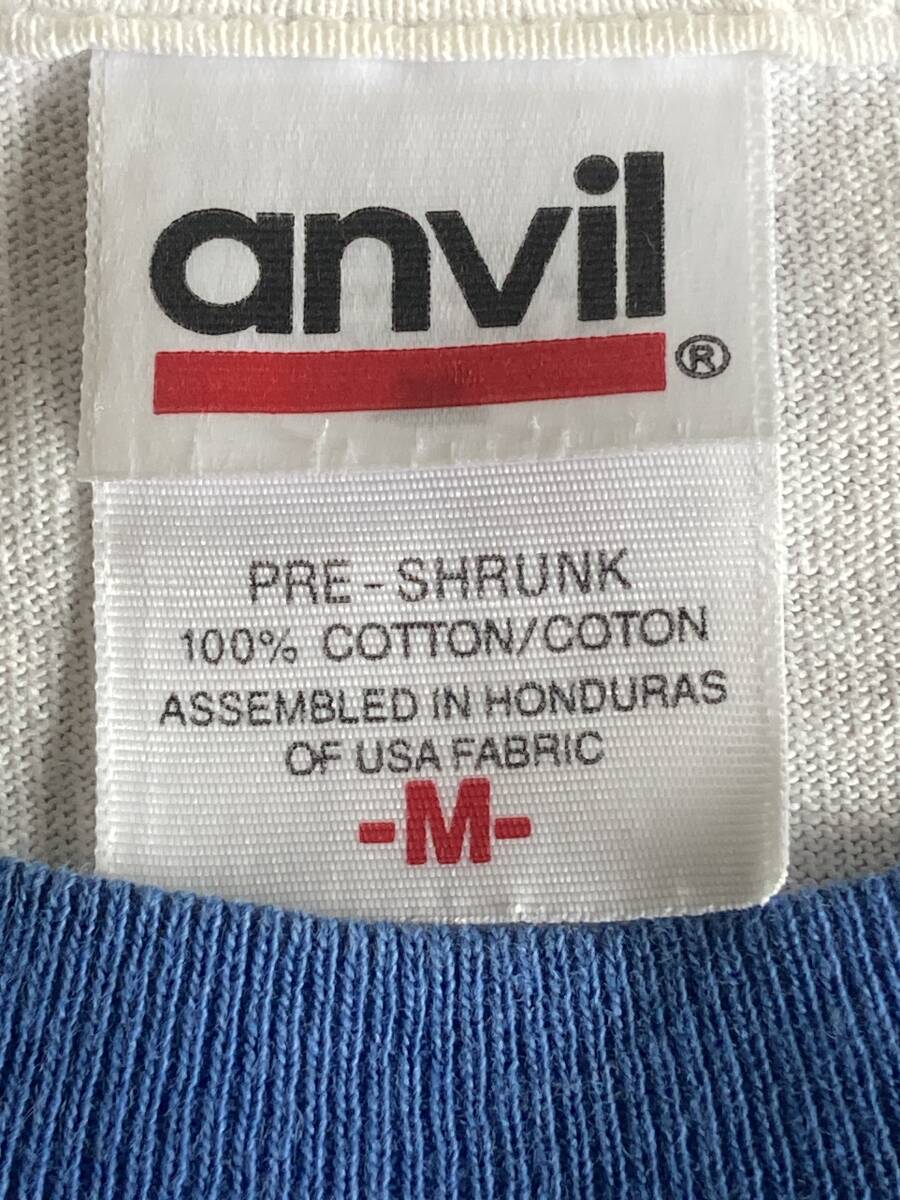 anvil
®
PRE-SHRUNK
100% COTTON/COTON
ASSEMBLED IN HONDURAS
OF USA FABRIC
-M-